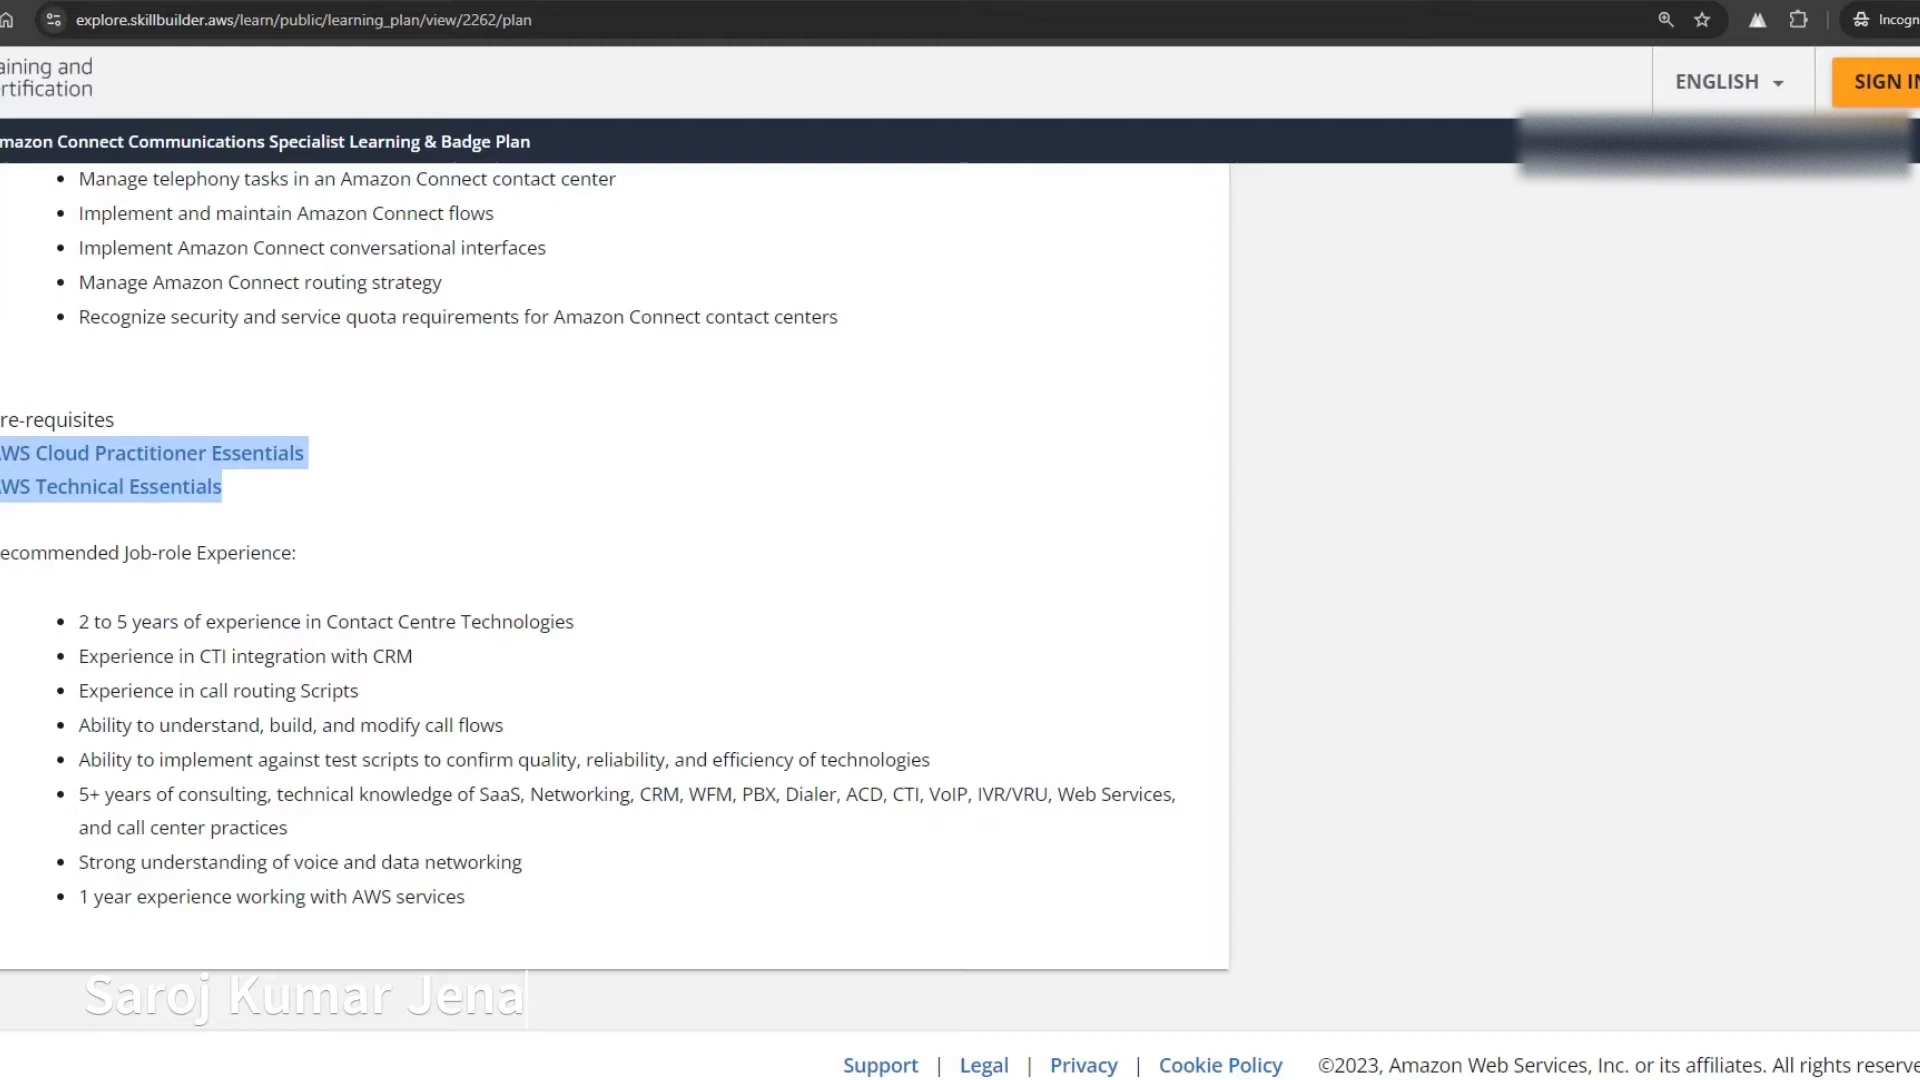 explore.skillbuilder.aws/learn/public/learning_plan/view/2262/plan
Incogn
aining and
rtification
ENGLISH
SIGN IN
mazon Connect Communications Specialist Learning & Badge Plan
• Manage telephony tasks in an Amazon Connect contact center
• Implement and maintain Amazon Connect flows
• Implement Amazon Connect conversational interfaces
• Manage Amazon Connect routing strategy
• Recognize security and service quota requirements for Amazon Connect contact centers
re-requisites
AWS Cloud Practitioner Essentials
AWS Technical Essentials
ecommended Job-role Experience:
• 2 to 5 years of experience in Contact Centre Technologies
• Experience in CTI integration with CRM
• Experience in call routing Scripts
• Ability to understand, build, and modify call flows
• Ability to implement against test scripts to confirm quality, reliability, and efficiency of technologies
• 5+ years of consulting, technical knowledge of SaaS, Networking, CRM, WFM, PBX, Dialer, ACD, CTI, VoIP, IVR/VRU, Web Services,
and call center practices
• Strong understanding of voice and data networking
• 1 year experience working with AWS services
Saroj Kumar Jena
Support | Legal | Privacy | Cookie Policy ©2023, Amazon Web Services, Inc. or its affiliates. All rights reserve